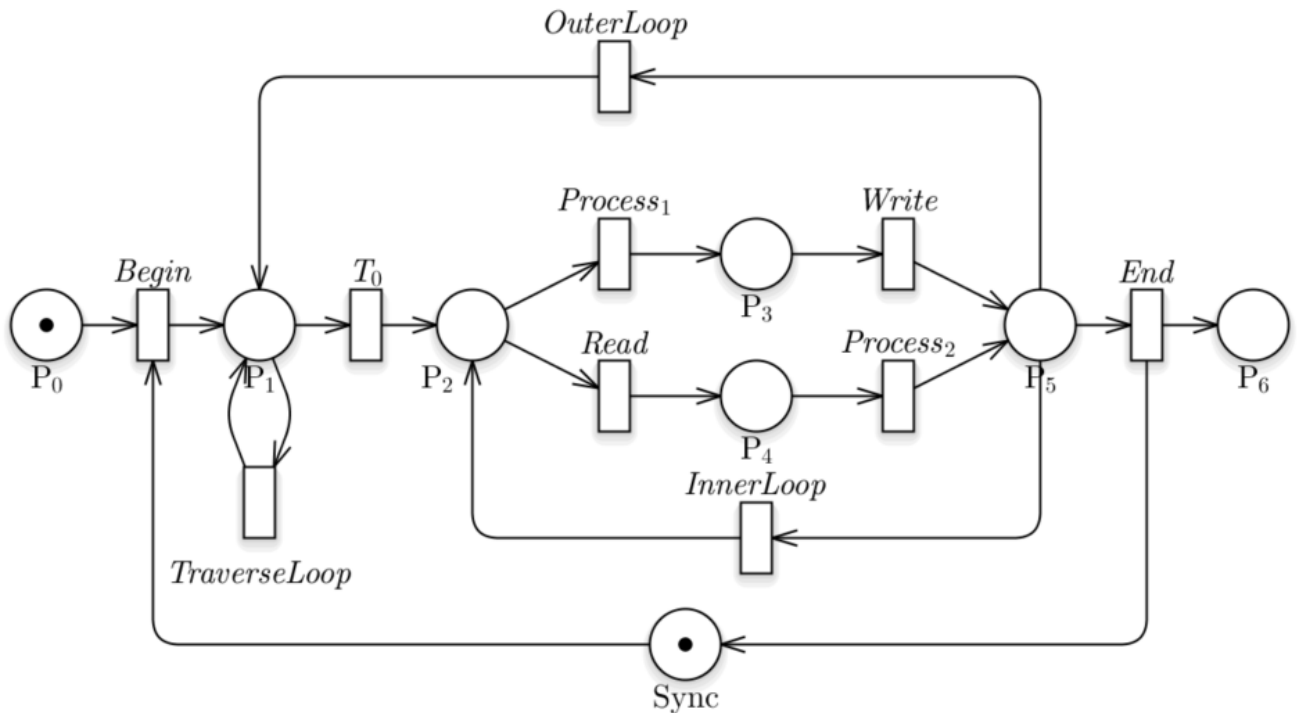 OuterLoop
Process₁
Write
Begin
T₀
P₃
Read
Process₂
P₀
P₁
P₂
P₅
End
P₆
P₄
InnerLoop
TraverseLoop
Sync